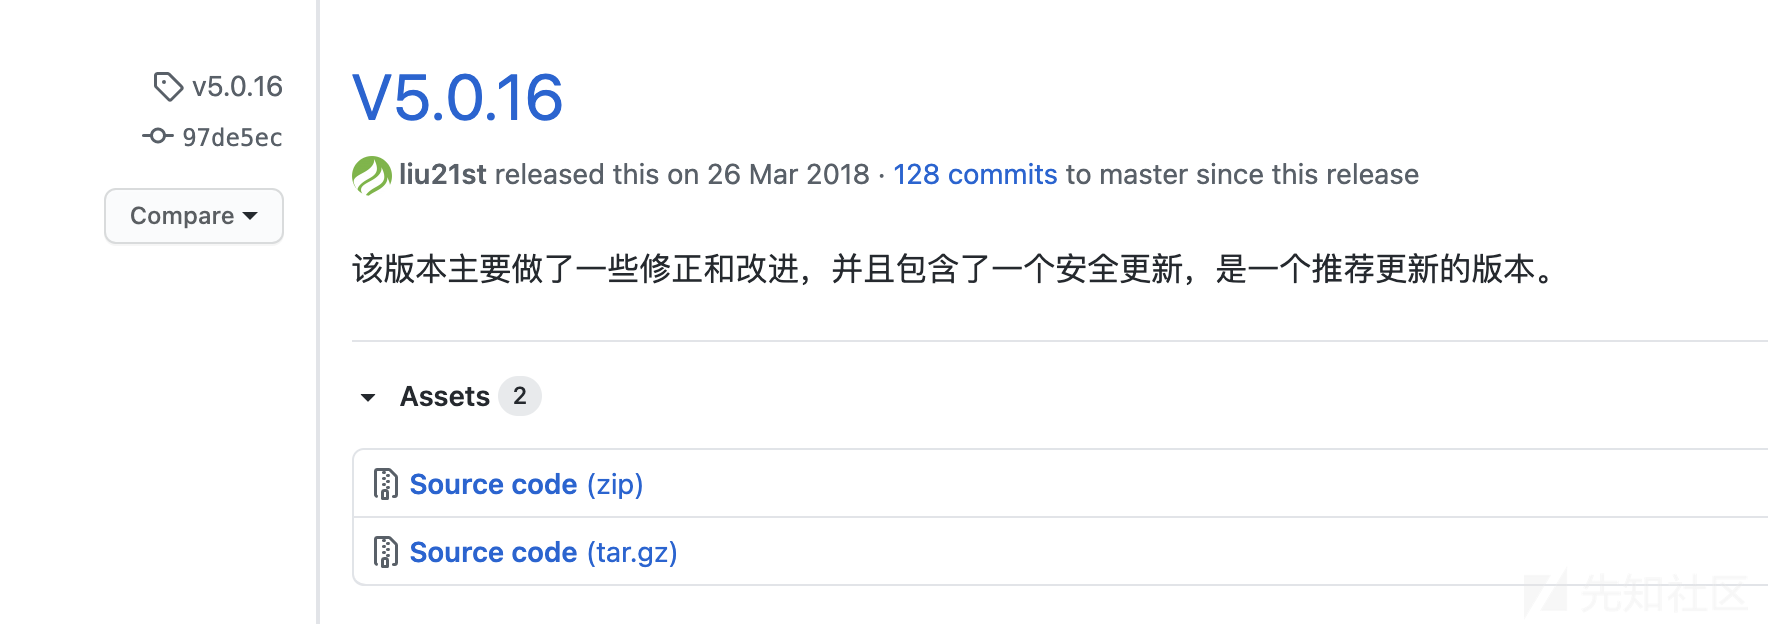 v5.0.16
97de5ec
Compare
V5.0.16
liu21st released this on 26 Mar 2018 · 128 commits to master since this release
该版本主要做了一些修正和改进，并且包含了一个安全更新，是一个推荐更新的版本。
Assets 2
Source code (zip)
Source code (tar.gz)
先知社区